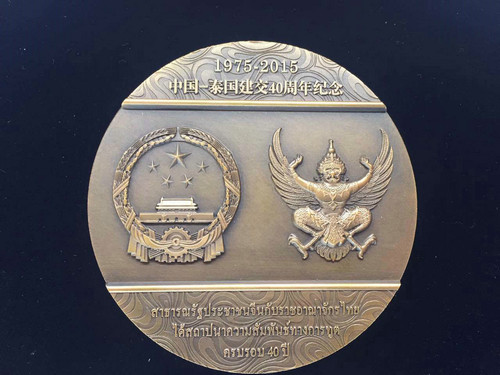 1975-2015
中国-泰国建交40周年纪念
สาธารณรัฐประชาชนจีนกับราชอาณาจักรไทย
ได้สถาปนาความสัมพันธ์ทางการทูต
ครบรอบ 40 ปี